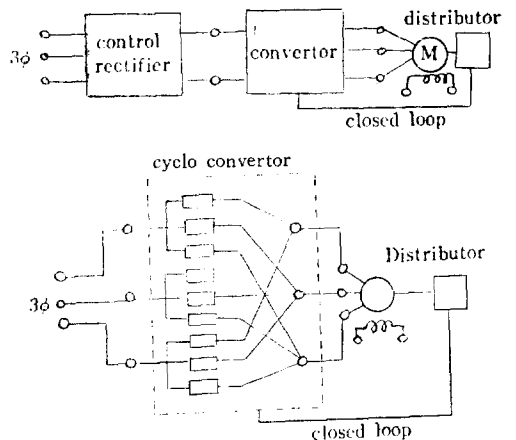 distributor
3ϕ
control
rectifier
convertor
M
closed loop
cyclo convertor
3ϕ
Distributor
closed loop